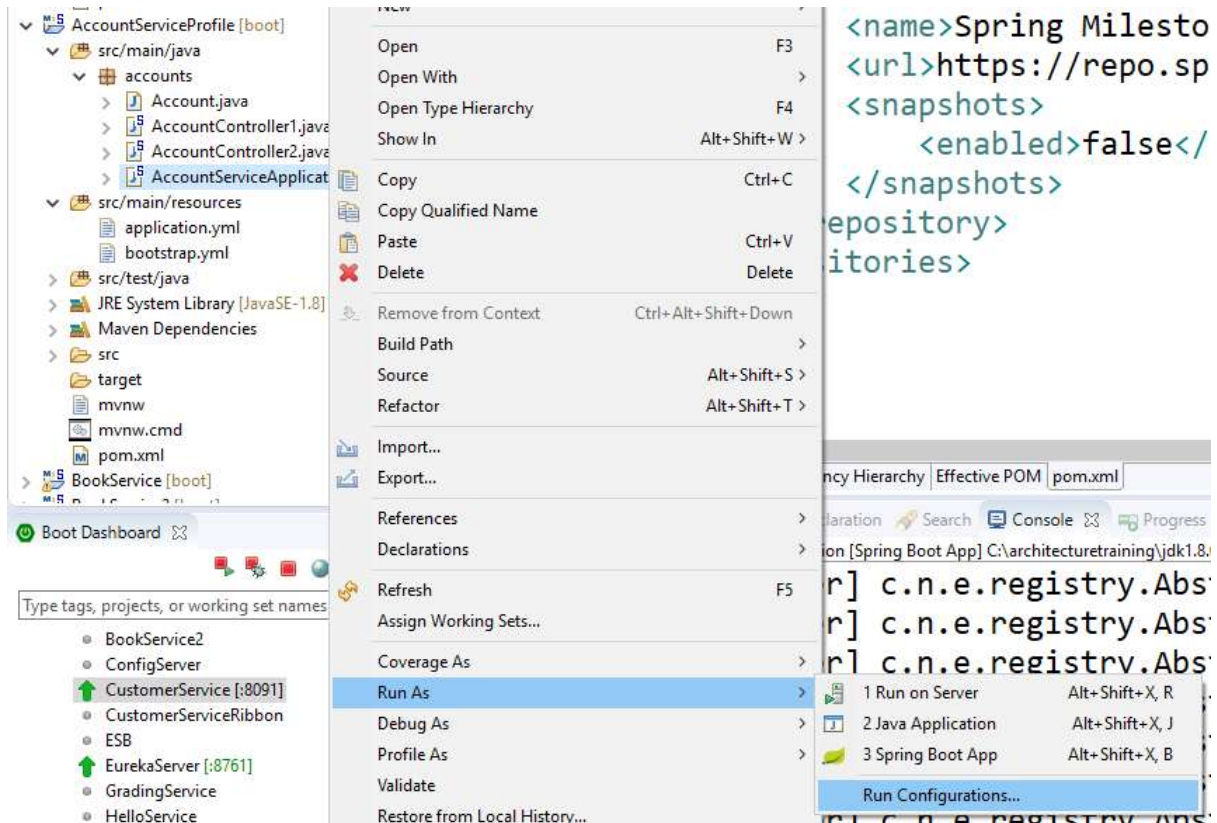 AccountServiceProfile [boot]
src/main/java
accounts
Account.java
AccountController1.java
AccountController2.java
AccountServiceApplicat
src/main/resources
application.yml
bootstrap.yml
src/test/java
JRE System Library [JavaSE-1.8]
Maven Dependencies
src
target
mvnw
mvnw.cmd
pom.xml
BookService [boot]
Boot Dashboard
Type tags, projects, or working set names
BookService2
ConfigServer
CustomerService [:8091]
CustomerServiceRibbon
ESB
EurekaServer [:8761]
GradingService
HelloService
New
Open F3
Open With >
Open Type Hierarchy F4
Show In Alt+Shift+W >
Copy Ctrl+C
Copy Qualified Name
Paste Ctrl+V
Delete Delete
Remove from Context Ctrl+Alt+Shift+Down
Build Path >
Source Alt+Shift+S >
Refactor Alt+Shift+T >
Import...
Export...
References >
Declarations >
Refresh F5
Assign Working Sets...
Coverage As >
Run As >
Debug As >
Profile As >
Validate
Restore from Local History...
1 Run on Server Alt+Shift+X, R
2 Java Application Alt+Shift+X, J
3 Spring Boot App Alt+Shift+X, B
Run Configurations...
<name>Spring Milesto
<url>https://repo.sp
<snapshots>
<enabled>false</
</snapshots>
epository>
itories>
ncy Hierarchy Effective POM pom.xml
laration Search Console Progress
ion [Spring Boot App] C:\architecturetraining\jdk1.8.
r] c.n.e.registry.Abs
r] c.n.e.registry.Abs
r] c.n.e.registry.Abs